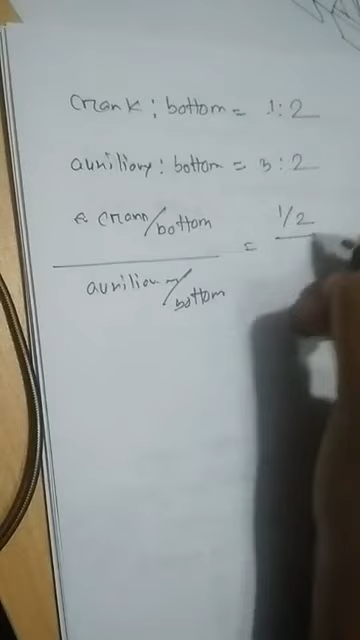 crank : bottom = 1 : 2
auxiliary : bottom = 3 : 2
crank/bottom = 1/2
auxiliary/bottom